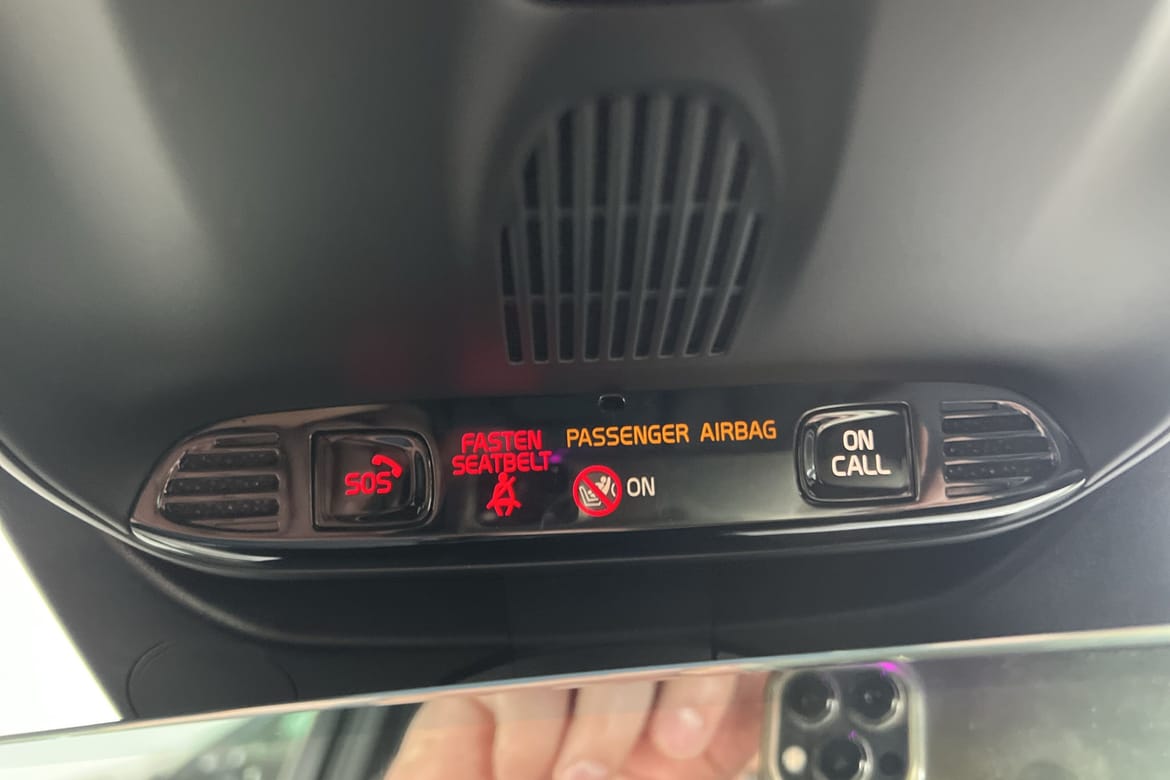 SOS
FASTEN
SEATBELT
PASSENGER AIRBAG
ON
ON
CALL